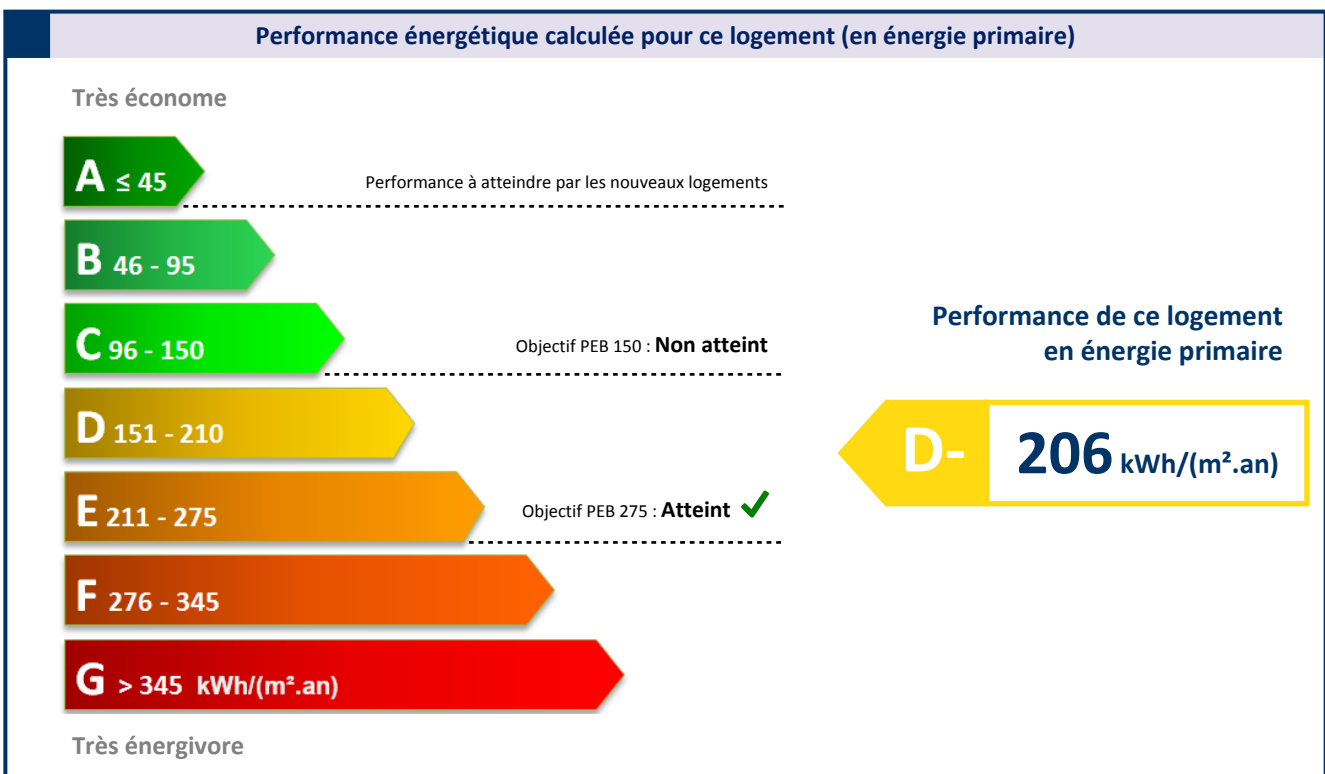 Performance énergétique calculée pour ce logement (en énergie primaire)
Très économe
A ≤ 45
Performance à atteindre par les nouveaux logements
B 46 - 95
C 96 - 150
Objectif PEB 150 : Non atteint
Performance de ce logement
en énergie primaire
D 151 - 210
D- 206 kWh/(m².an)
E 211 - 275
Objectif PEB 275 : Atteint ✓
F 276 - 345
G > 345 kWh/(m².an)
Très énergivore